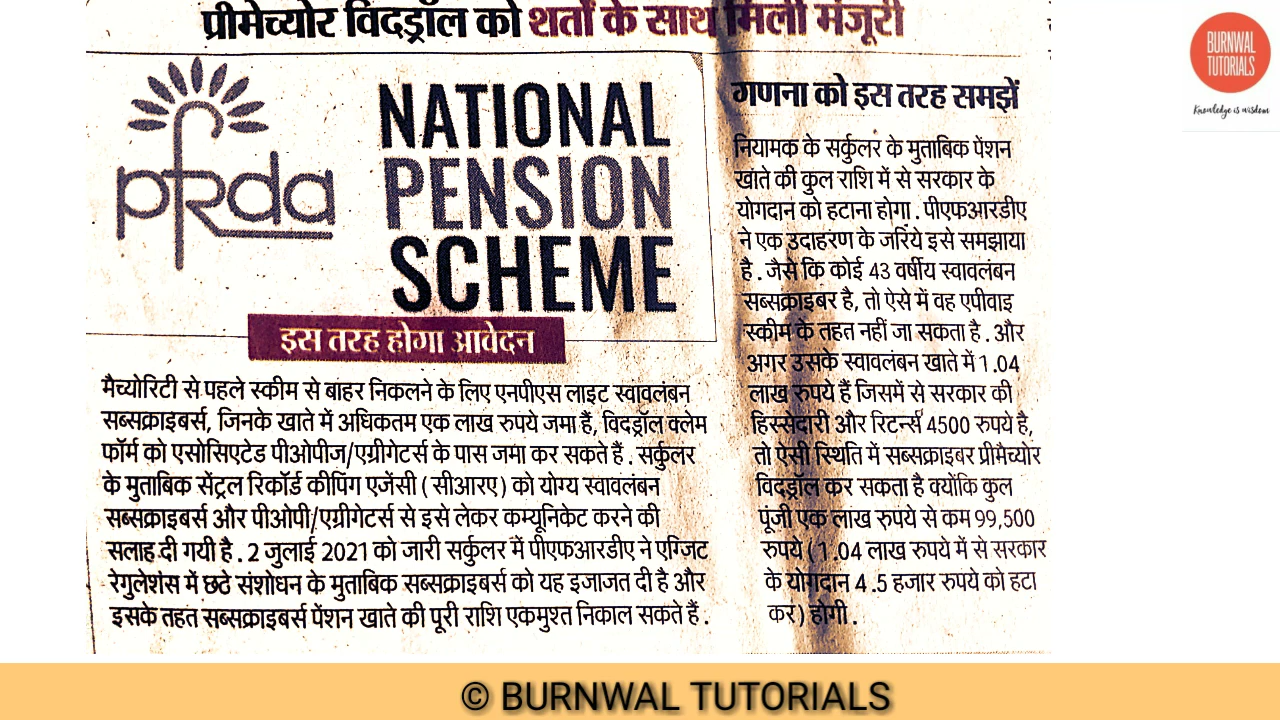 प्रीमेच्योर विदड्रॉल को शर्तों के साथ मिली मंजूरी
BURNWAL
TUTORIALS
Knowledge is wisdom
pfrda
NATIONAL
PENSION
SCHEME
इस तरह होगा आवेदन
मैच्योरिटी से पहले स्कीम से बाहर निकलने के लिए एनपीएस लाइट स्वावलंबन
सब्सक्राइबर्स, जिनके खाते में अधिकतम एक लाख रुपये जमा हैं, विदड्रॉल क्लेम
फॉर्म को एसोसिएटेड पीओपीज/एग्रीगेटर्स के पास जमा कर सकते हैं . सर्कुलर
के मुताबिक सेंट्रल रिकॉर्ड कीपिंग एजेंसी ( सीआरए ) को योग्य स्वावलंबन
सब्सक्राइबर्स और पीओपी/एग्रीगेटर्स से इसे लेकर कम्यूनिकेट करने की
सलाह दी गयी है . 2 जुलाई 2021 को जारी सर्कुलर में पीएफआरडीए ने एग्जिट
रेगुलेशंस में छठे संशोधन के मुताबिक सब्सक्राइबर्स को यह इजाजत दी है और
इसके तहत सब्सक्राइबर्स पेंशन खाते की पूरी राशि एकमुश्त निकाल सकते हैं .
गणना को इस तरह समझें
नियामक के सर्कुलर के मुताबिक पेंशन
खाते की कुल राशि में से सरकार के
योगदान को हटाना होगा . पीएफआरडीए
ने एक उदाहरण के जरिये इसे समझाया
है . जैसे कि कोई 43 वर्षीय स्वावलंबन
सब्सक्राइबर है, तो ऐसे में वह एपीवाइ
स्कीम के तहत नहीं जा सकता है . और
अगर उसके स्वावलंबन खाते में 1.04
लाख रुपये हैं जिसमें से सरकार की
हिस्सेदारी और रिटर्न्स 4500 रुपये है,
तो ऐसी स्थिति में सब्सक्राइबर प्रीमैच्योर
विदड्रॉल कर सकता है क्योंकि कुल
पूंजी एक लाख रुपये से कम 99,500
रुपये ( 1.04 लाख रुपये में से सरकार
के योगदान 4.5 हजार रुपये को हटा
कर) होगी .
© BURNWAL TUTORIALS